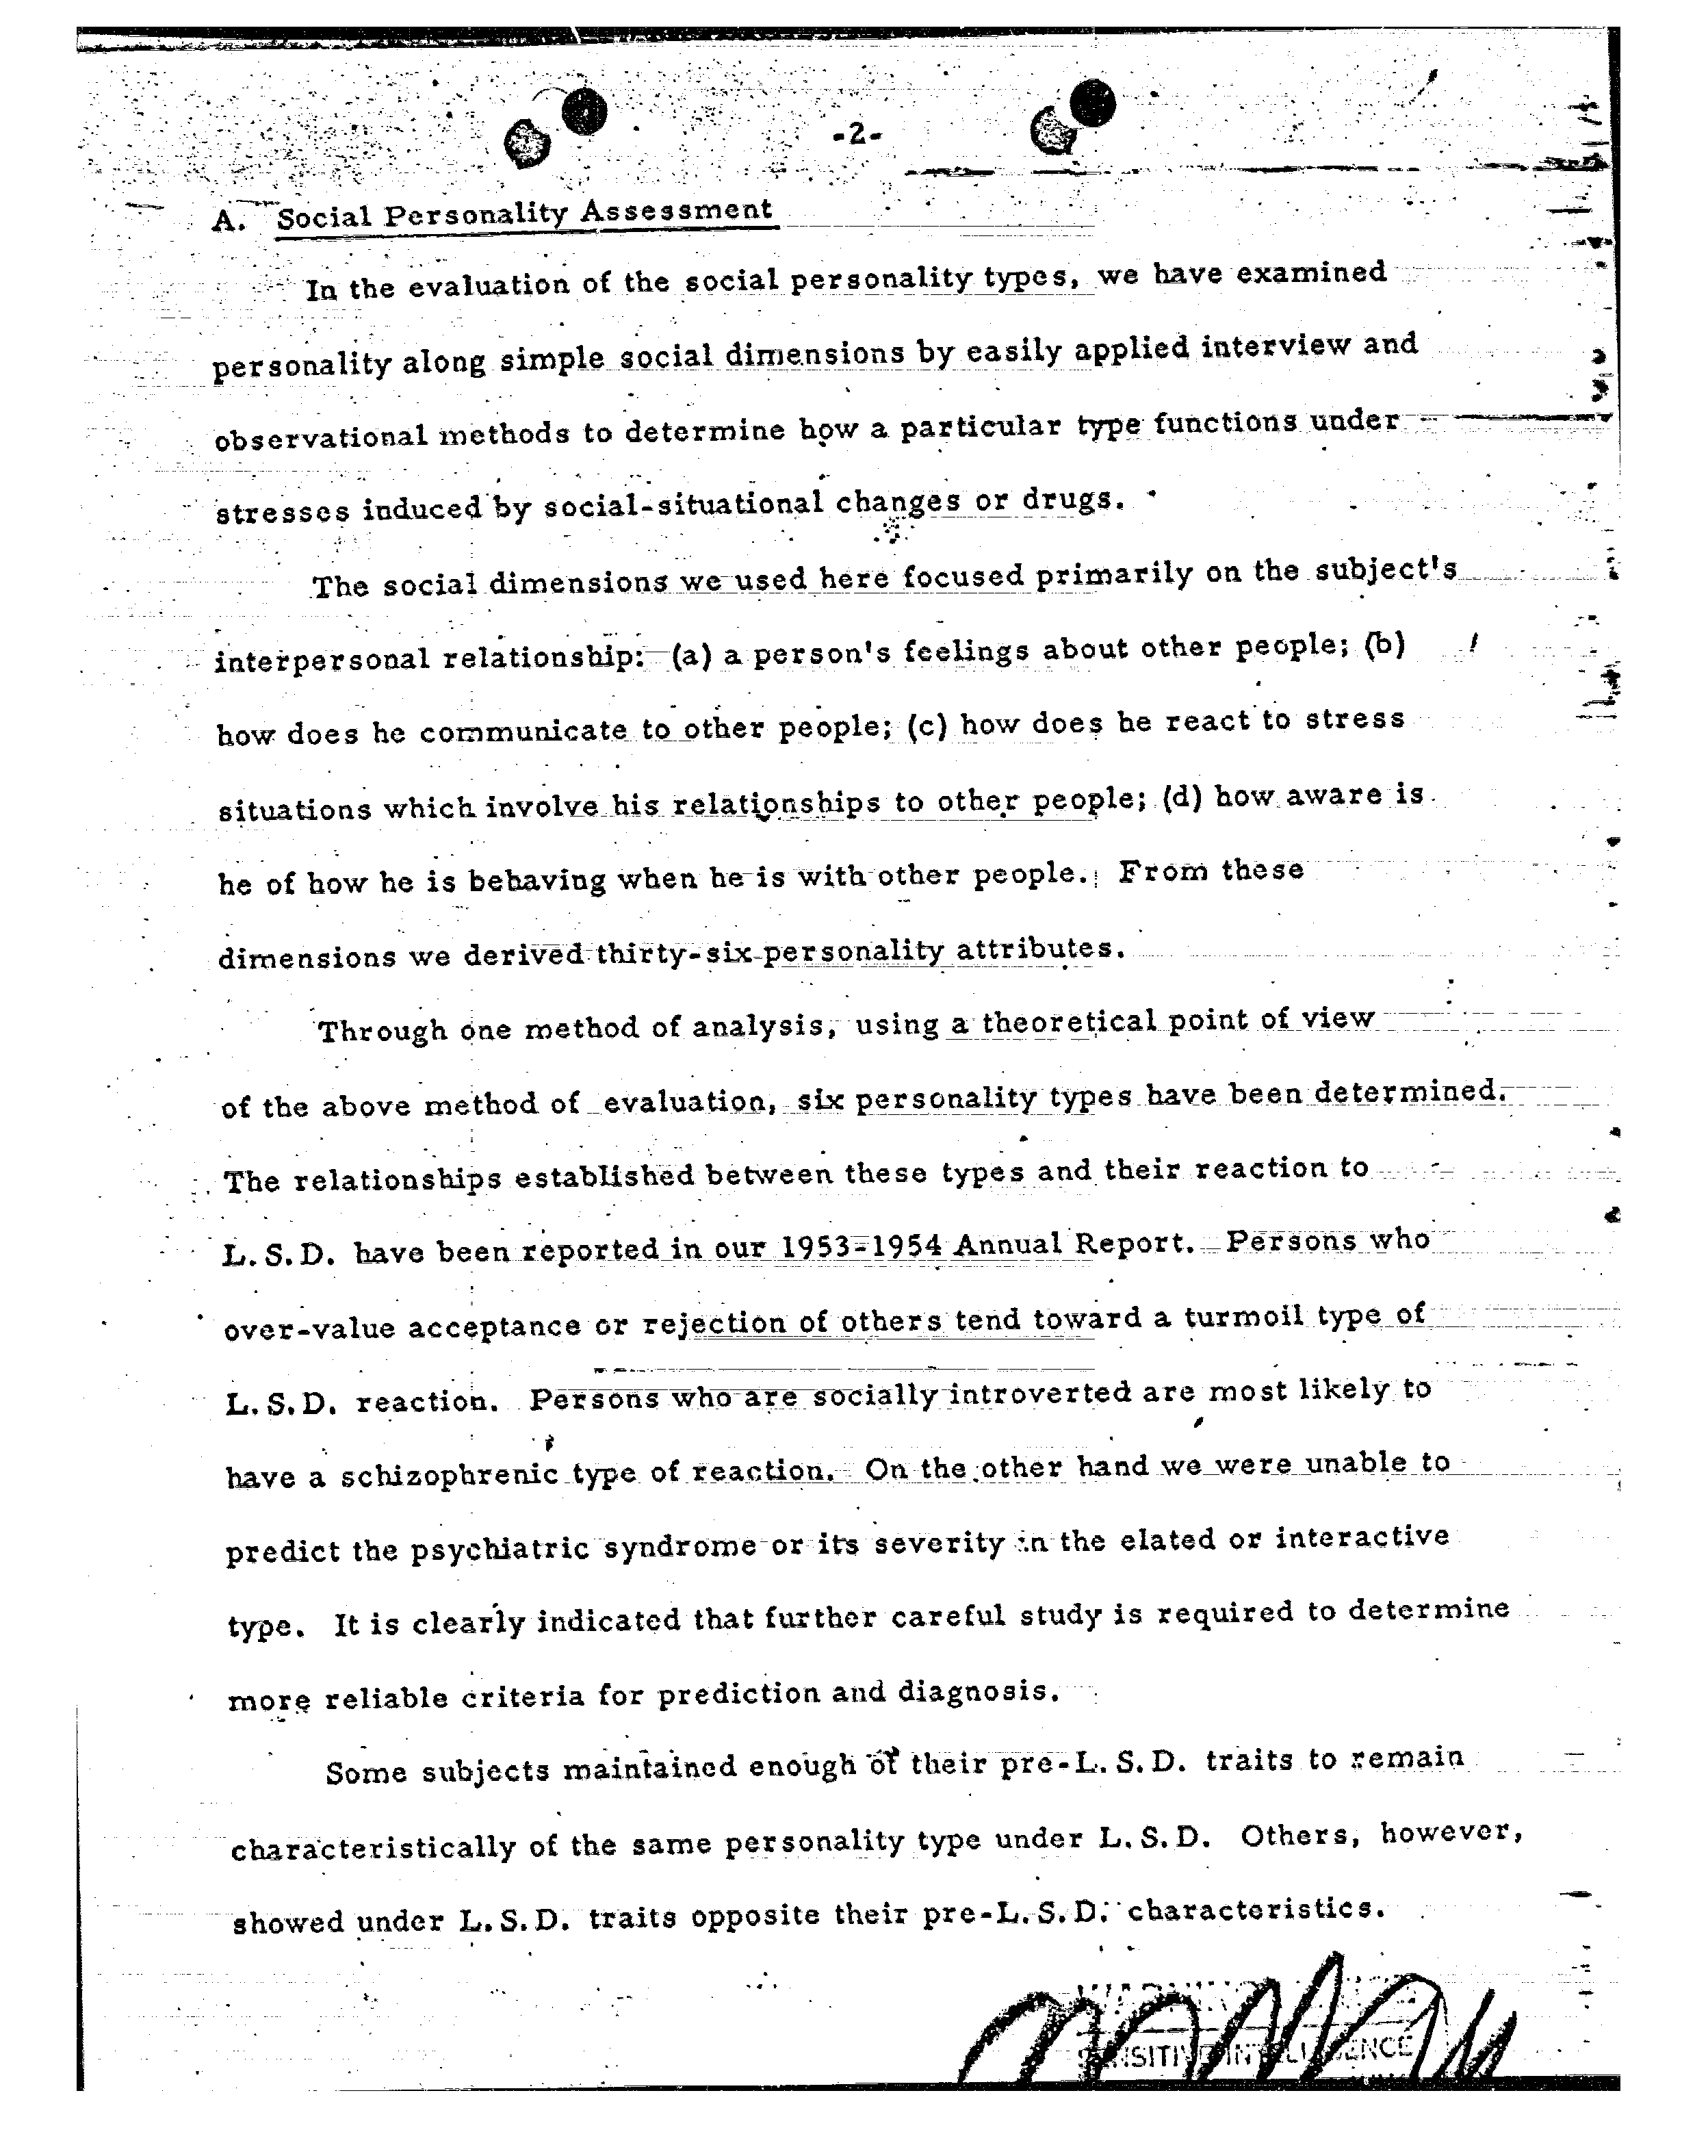 -2-
A. Social Personality Assessment
In the evaluation of the social personality types, we have examined
personality along simple social dimensions by easily applied interview and
observational methods to determine how a particular type functions under
stresses induced by social-situational changes or drugs.
The social dimensions we used here focused primarily on the subject's
interpersonal relationship: (a) a person's feelings about other people; (b)
how does he communicate to other people; (c) how does he react to stress
situations which involve his relationships to other people; (d) how aware is
he of how he is behaving when he is with other people. From these
dimensions we derived thirty-six personality attributes.
Through one method of analysis, using a theoretical point of view
of the above method of evaluation, six personality types have been determined.
The relationships established between these types and their reaction to
L.S.D. have been reported in our 1953-1954 Annual Report. Persons who
over-value acceptance or rejection of others tend toward a turmoil type of
L.S.D. reaction. Persons who are socially introverted are most likely to
have a schizophrenic type of reaction. On the other hand we were unable to
predict the psychiatric syndrome or its severity in the elated or interactive
type. It is clearly indicated that further careful study is required to determine
more reliable criteria for prediction and diagnosis.
Some subjects maintained enough of their pre-L.S.D. traits to remain
characteristically of the same personality type under L.S.D. Others, however,
showed under L.S.D. traits opposite their pre-L.S.D. characteristics.